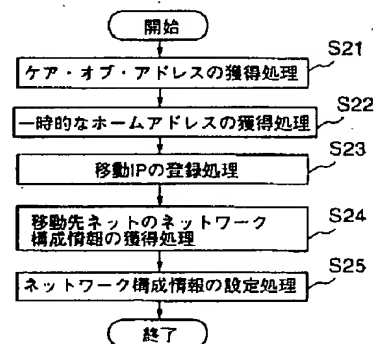 開始
S21
ケア・オブ・アドレスの獲得処理
S22
一時的なホームアドレスの獲得処理
S23
移動IPの登録処理
S24
移動先ネットのネットワーク
構成情報の獲得処理
S25
ネットワーク構成情報の設定処理
終了